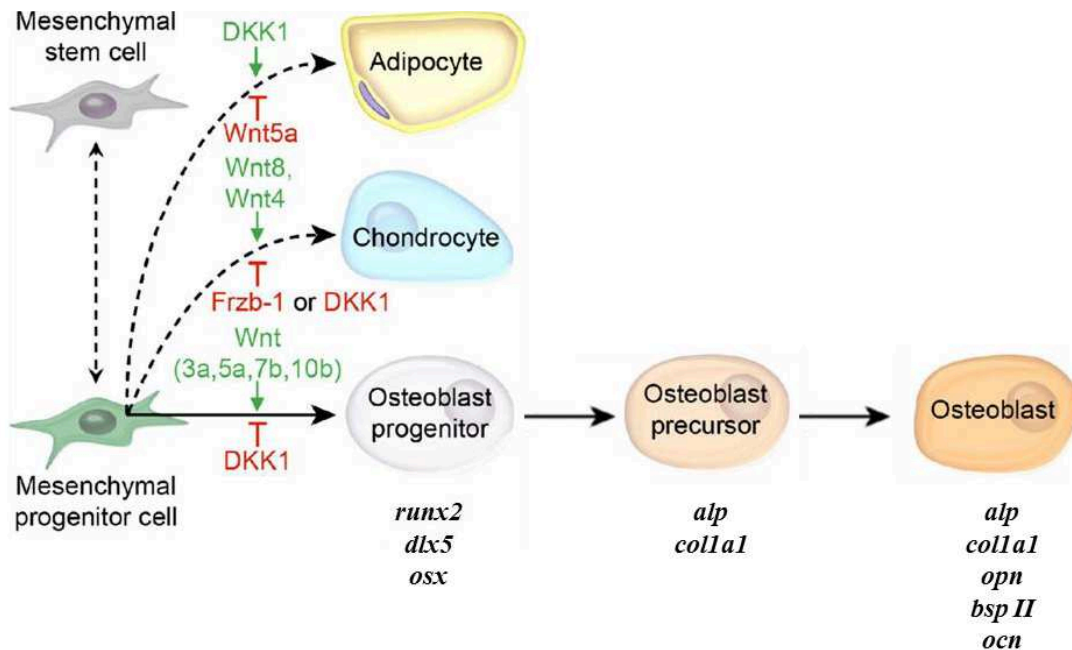 Mesenchymal
stem cell
DKK1
Adipocyte
Wnt5a
Wnt8,
Wnt4
Chondrocyte
Frzb-1 or DKK1
Wnt
(3a,5a,7b,10b)
Mesenchymal
progenitor cell
DKK1
Osteoblast
progenitor
runx2
dlx5
osx
Osteoblast
precursor
alp
col1a1
Osteoblast
alp
col1a1
opn
bsp II
ocn